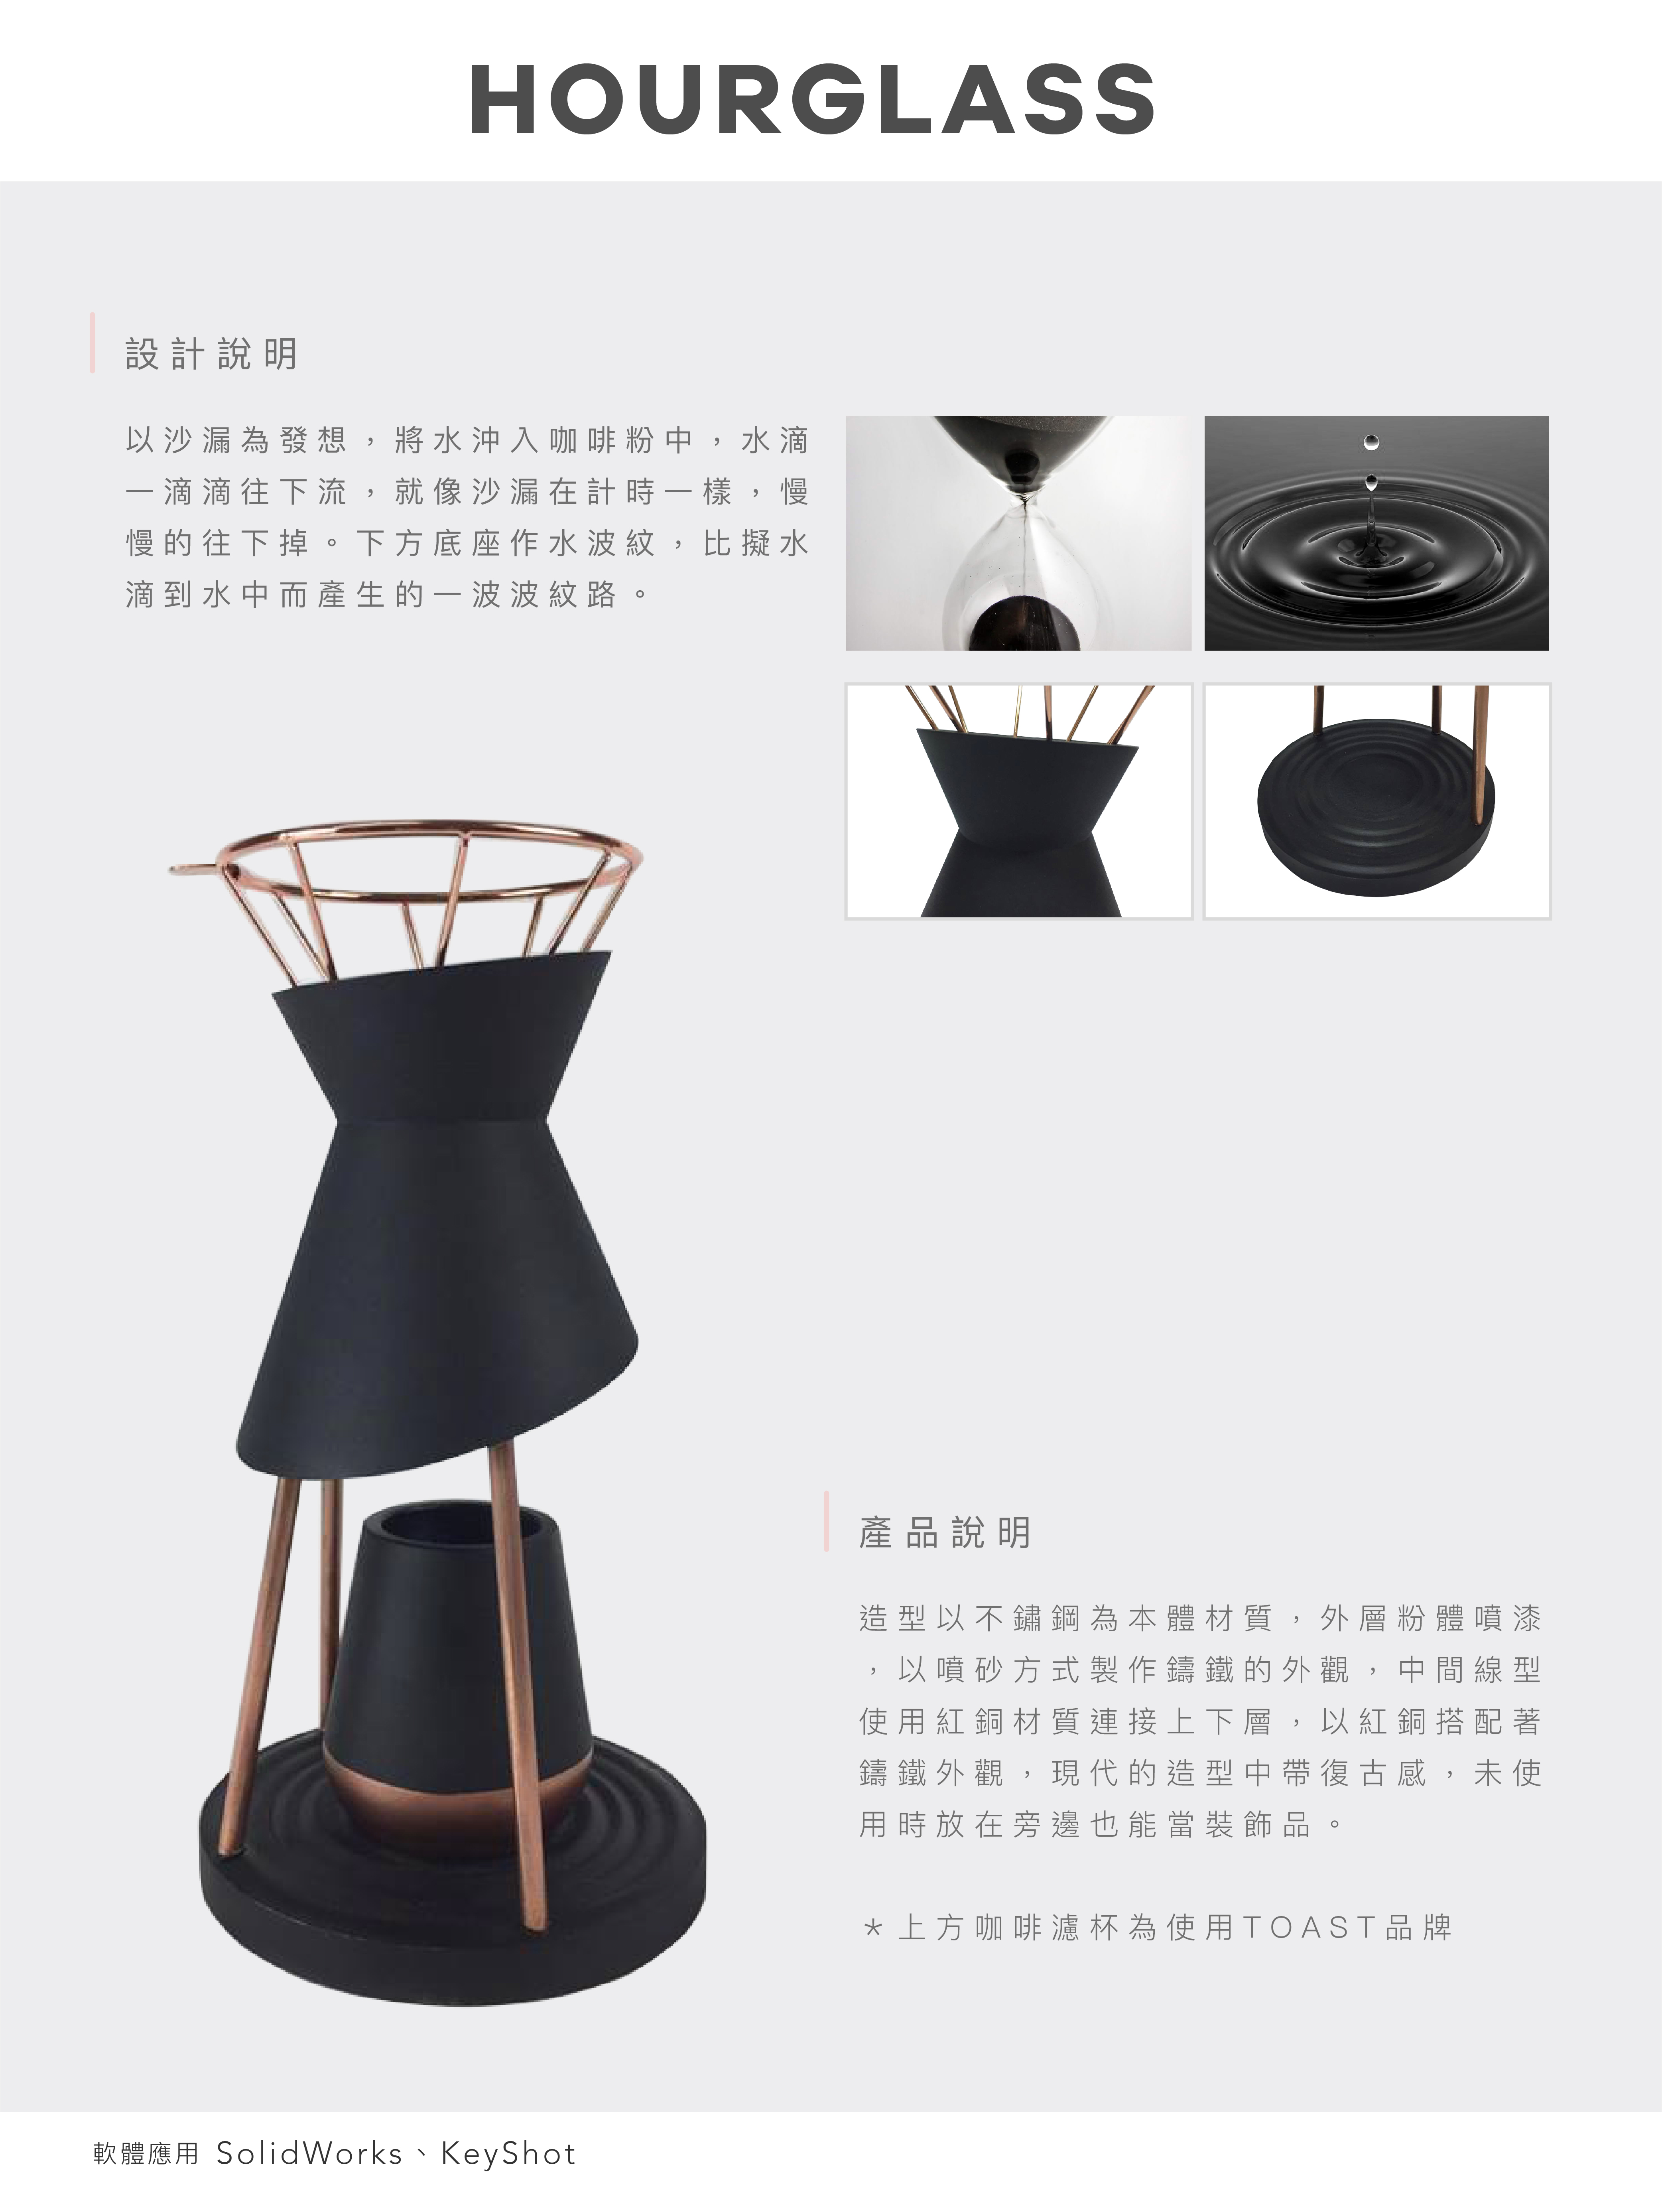 HOURGLASS
設計說明
以沙漏為發想，將水沖入咖啡粉中，水滴
一滴滴往下流，就像沙漏在計時一樣，慢
慢的往下掉。下方底座作水波紋，比擬水
滴到水中而產生的一波波紋路。
產品說明
造型以不鏽鋼為本體材質，外層粉體噴漆
，以噴砂方式製作鑄鐵的外觀，中間線型
使用紅銅材質連接上下層，以紅銅搭配著
鑄鐵外觀，現代的造型中帶復古感，未使
用時放在旁邊也能當裝飾品。
＊上方咖啡濾杯為使用TOAST品牌
軟體應用 SolidWorks、KeyShot